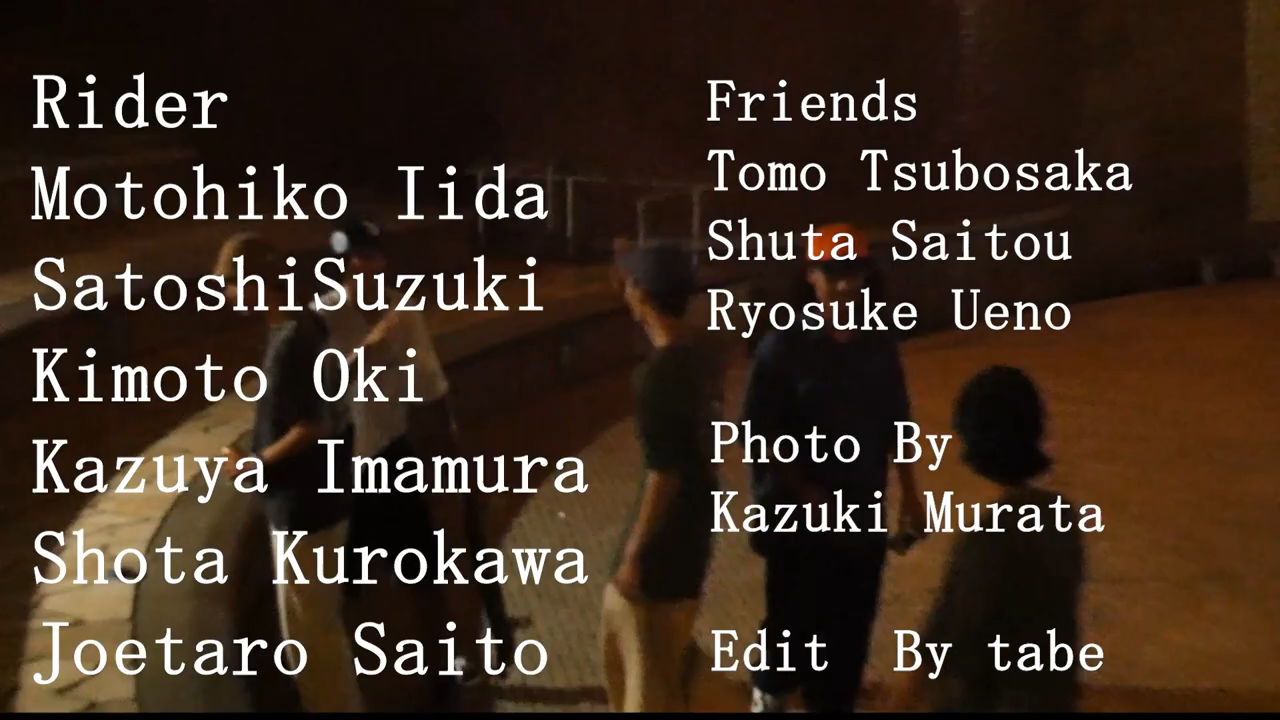 Rider
Motohiko Iida
SatoshiSuzuki
Kimoto Oki
Kazuya Imamura
Shota Kurokawa
Joetaro Saito
Friends
Tomo Tsubosaka
Shuta Saitou
Ryosuke Ueno
Photo By
Kazuki Murata
Edit By tabe